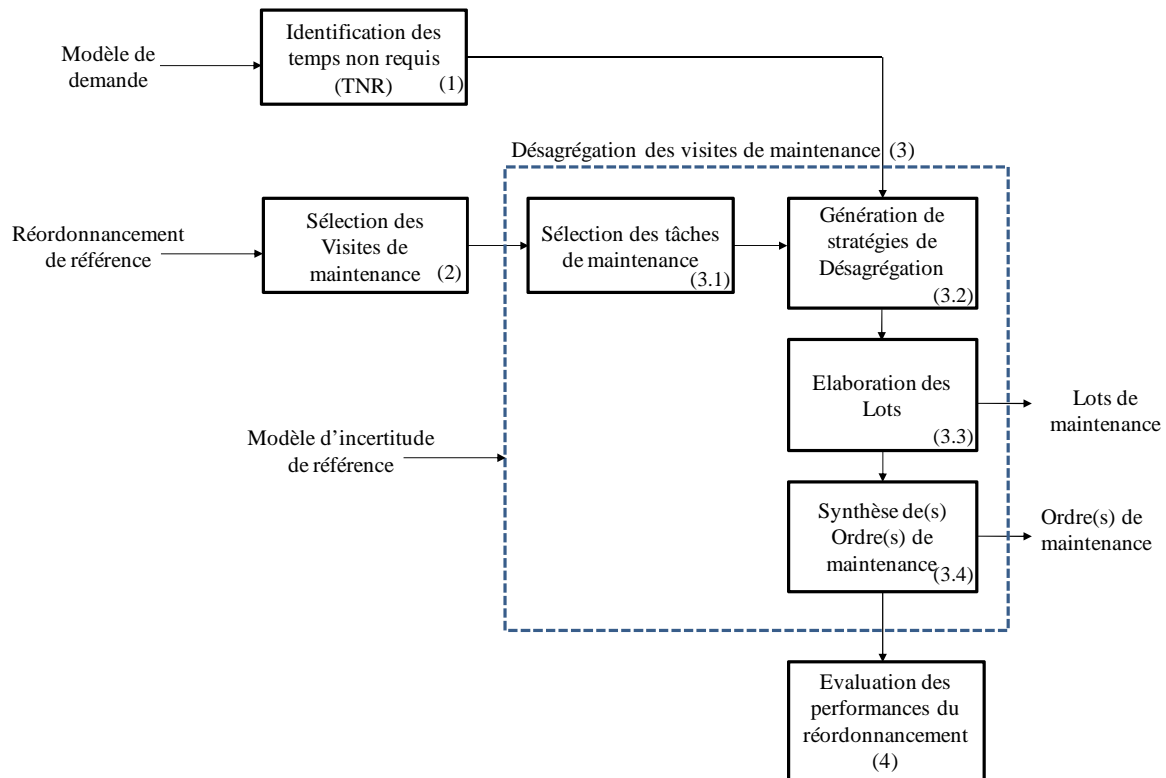 Modèle de
demande
Identification des
temps non requis
(TNR)
(1)
Désagrégation des visites de maintenance (3)
Réordonnancement
de référence
Sélection des
Visites de
maintenance
(2)
Sélection des tâches
de maintenance
(3.1)
Génération de
stratégies de
Désagrégation
(3.2)
Elaboration des
Lots
(3.3)
Lots de
maintenance
Modèle d’incertitude
de référence
Synthèse de(s)
Ordre(s) de
maintenance
(3.4)
Ordre(s) de
maintenance
Evaluation des
performances du
réordonnancement
(4)